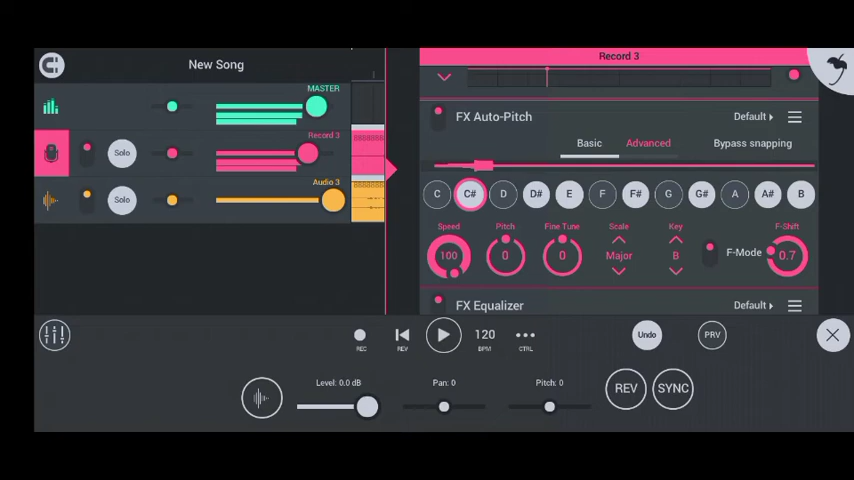 New Song
MASTER
Solo
Record 3
Solo
Audio 3
Record 3
FX Auto-Pitch
Default
Basic
Advanced
Bypass snapping
C
C#
D
D#
E
F
F#
G
G#
A
A#
B
Speed
Pitch
Fine Tune
Scale
Key
F-Shift
100
0
0
Major
B
F-Mode
0.7
FX Equalizer
Default
REC
REV
120
BPM
CTRL
Undo
PRV
Level: 0.0 dB
Pan: 0
Pitch: 0
REV
SYNC